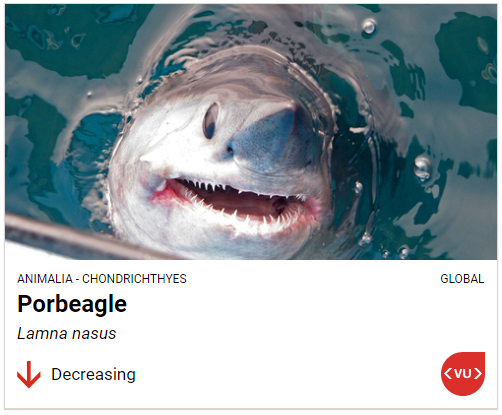 ANIMALIA - CHONDRICHTHYES GLOBAL
Porbeagle
Lamna nasus
Decreasing
VU